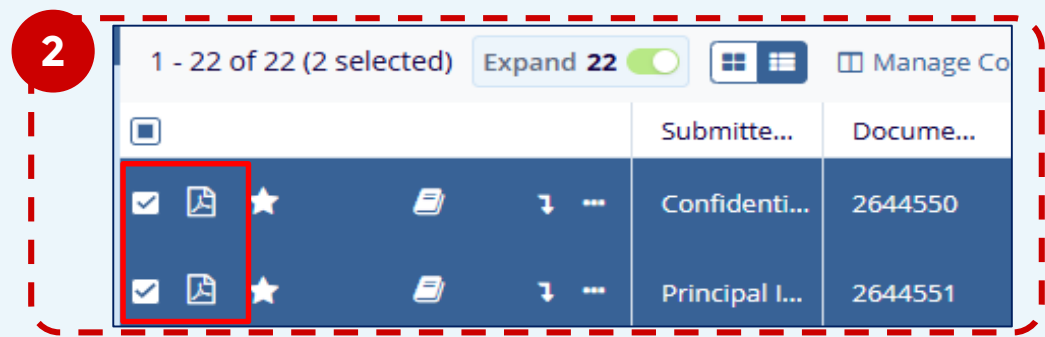 2
1 - 22 of 22 (2 selected) Expand 22 Manage Co
Submitte... Docume...
Confidenti... 2644550
Principal I... 2644551